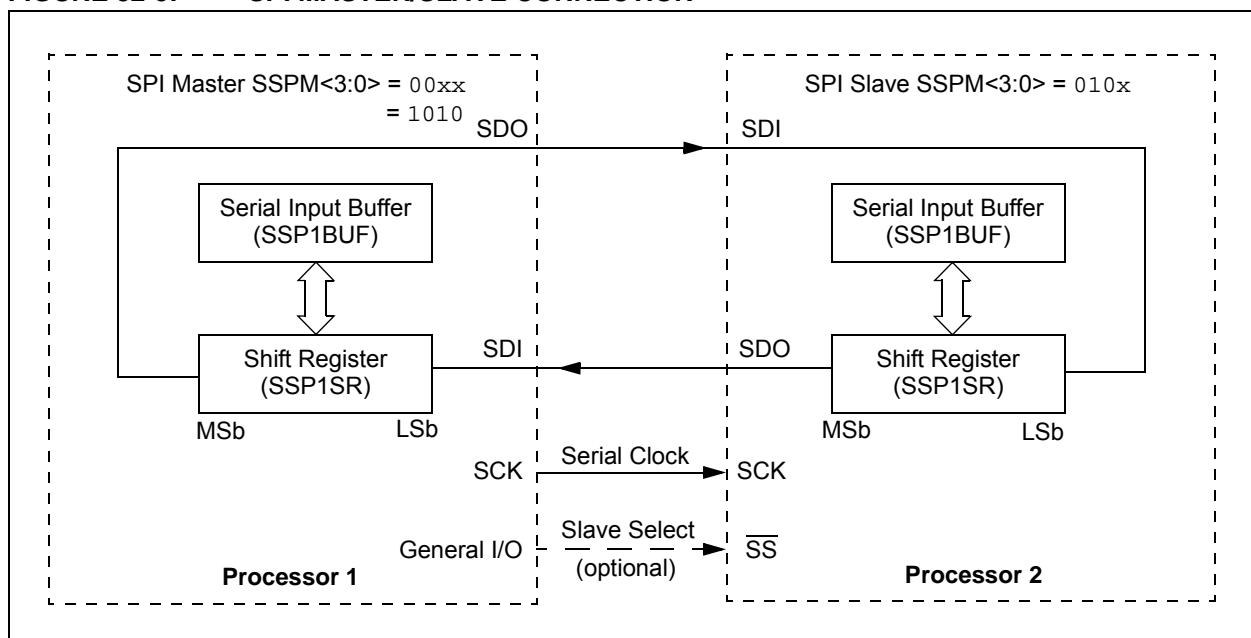 SPI Master SSPM<3:0> = 00xx
= 1010
SPI Slave SSPM<3:0> = 010x
SDO
SDI
Serial Input Buffer
(SSP1BUF)
Serial Input Buffer
(SSP1BUF)
Shift Register
(SSP1SR)
SDI
SDO
Shift Register
(SSP1SR)
MSb
LSb
MSb
LSb
SCK
Serial Clock
SCK
General I/O
Slave Select
(optional)
S̅S̅
Processor 1
Processor 2